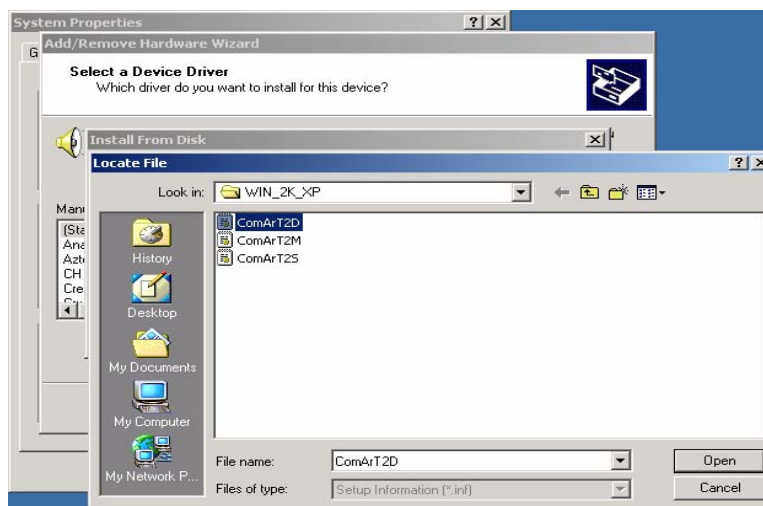 System Properties
G
Add/Remove Hardware Wizard
Select a Device Driver
Which driver do you want to install for this device?
Install From Disk
Locate File
Look in: WIN_2K_XP
Manu
(Sta
Ana
Azte
CH
Cre
ComArT2D
ComArT2M
ComArT2S
History
Desktop
My Documents
My Computer
My Network P...
File name: ComArT2D Open
Files of type: Setup Information (*.inf) Cancel